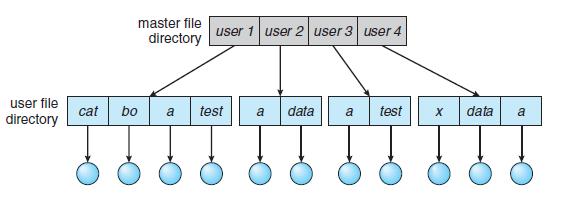 master file
directory
user 1 user 2 user 3 user 4
user file
directory
cat bo a test a data a test x data a